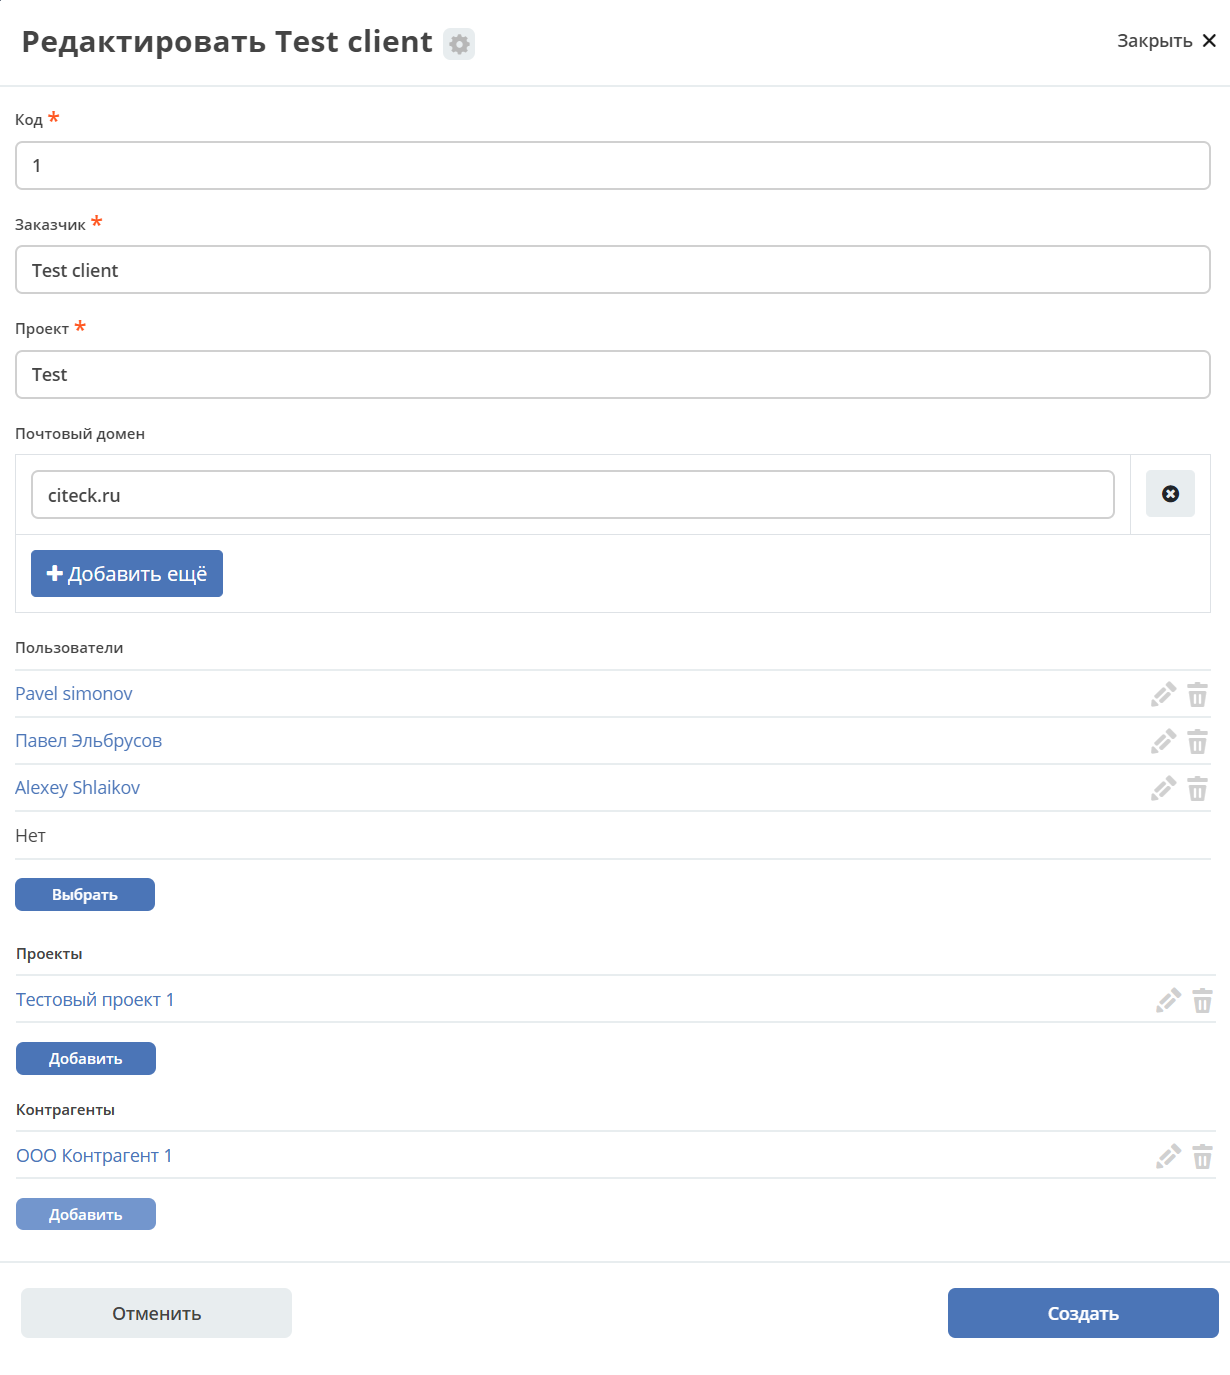 Редактировать Test client
Закрыть
Код *
1
Заказчик *
Test client
Проект *
Test
Почтовый домен
citeck.ru
Добавить ещё
Пользователи
Pavel simonov
Павел Эльбрусов
Alexey Shlaikov
Нет
Выбрать
Проекты
Тестовый проект 1
Добавить
Контрагенты
ООО Контрагент 1
Добавить
Отменить
Создать